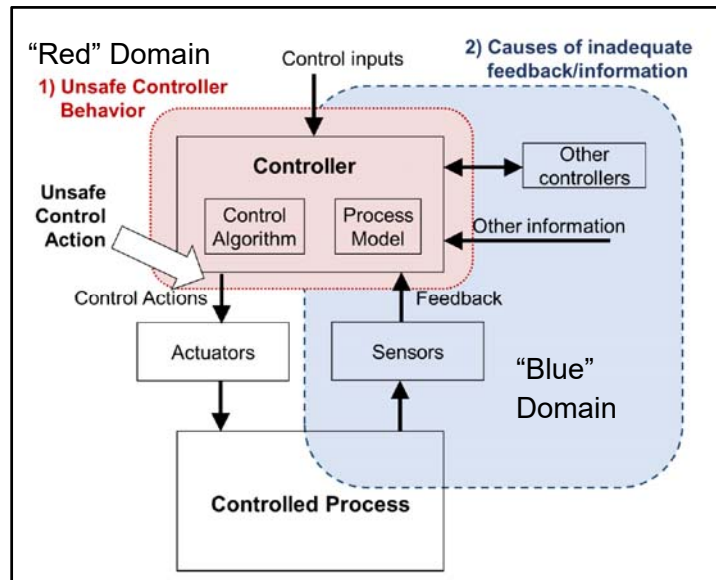 “Red” Domain
1) Unsafe Controller
Behavior
Control inputs
2) Causes of inadequate
feedback/information
Controller
Control
Algorithm
Process
Model
Other
controllers
Unsafe
Control
Action
Other information
Control Actions
Feedback
Actuators
Sensors
“Blue”
Domain
Controlled Process